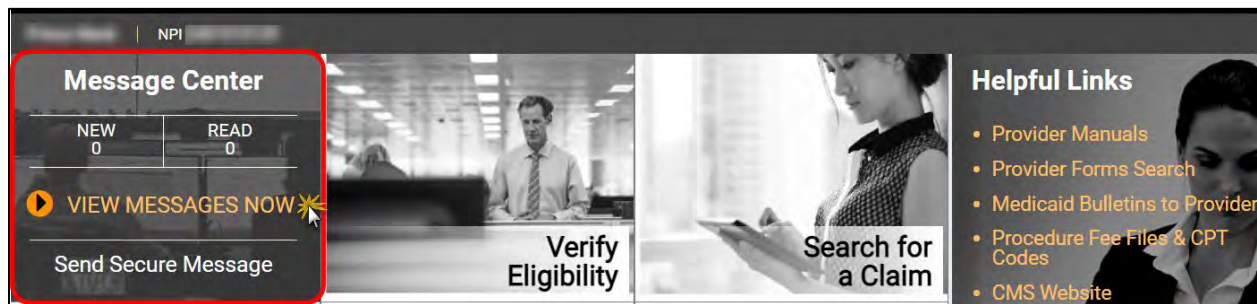 NPI
Message Center
NEW
READ
0
0
VIEW MESSAGES NOW
Send Secure Message
Verify
Eligibility
Search for
a Claim
Helpful Links
• Provider Manuals
• Provider Forms Search
• Medicaid Bulletins to Provider
• Procedure Fee Files & CPT
Codes
• CMS Website